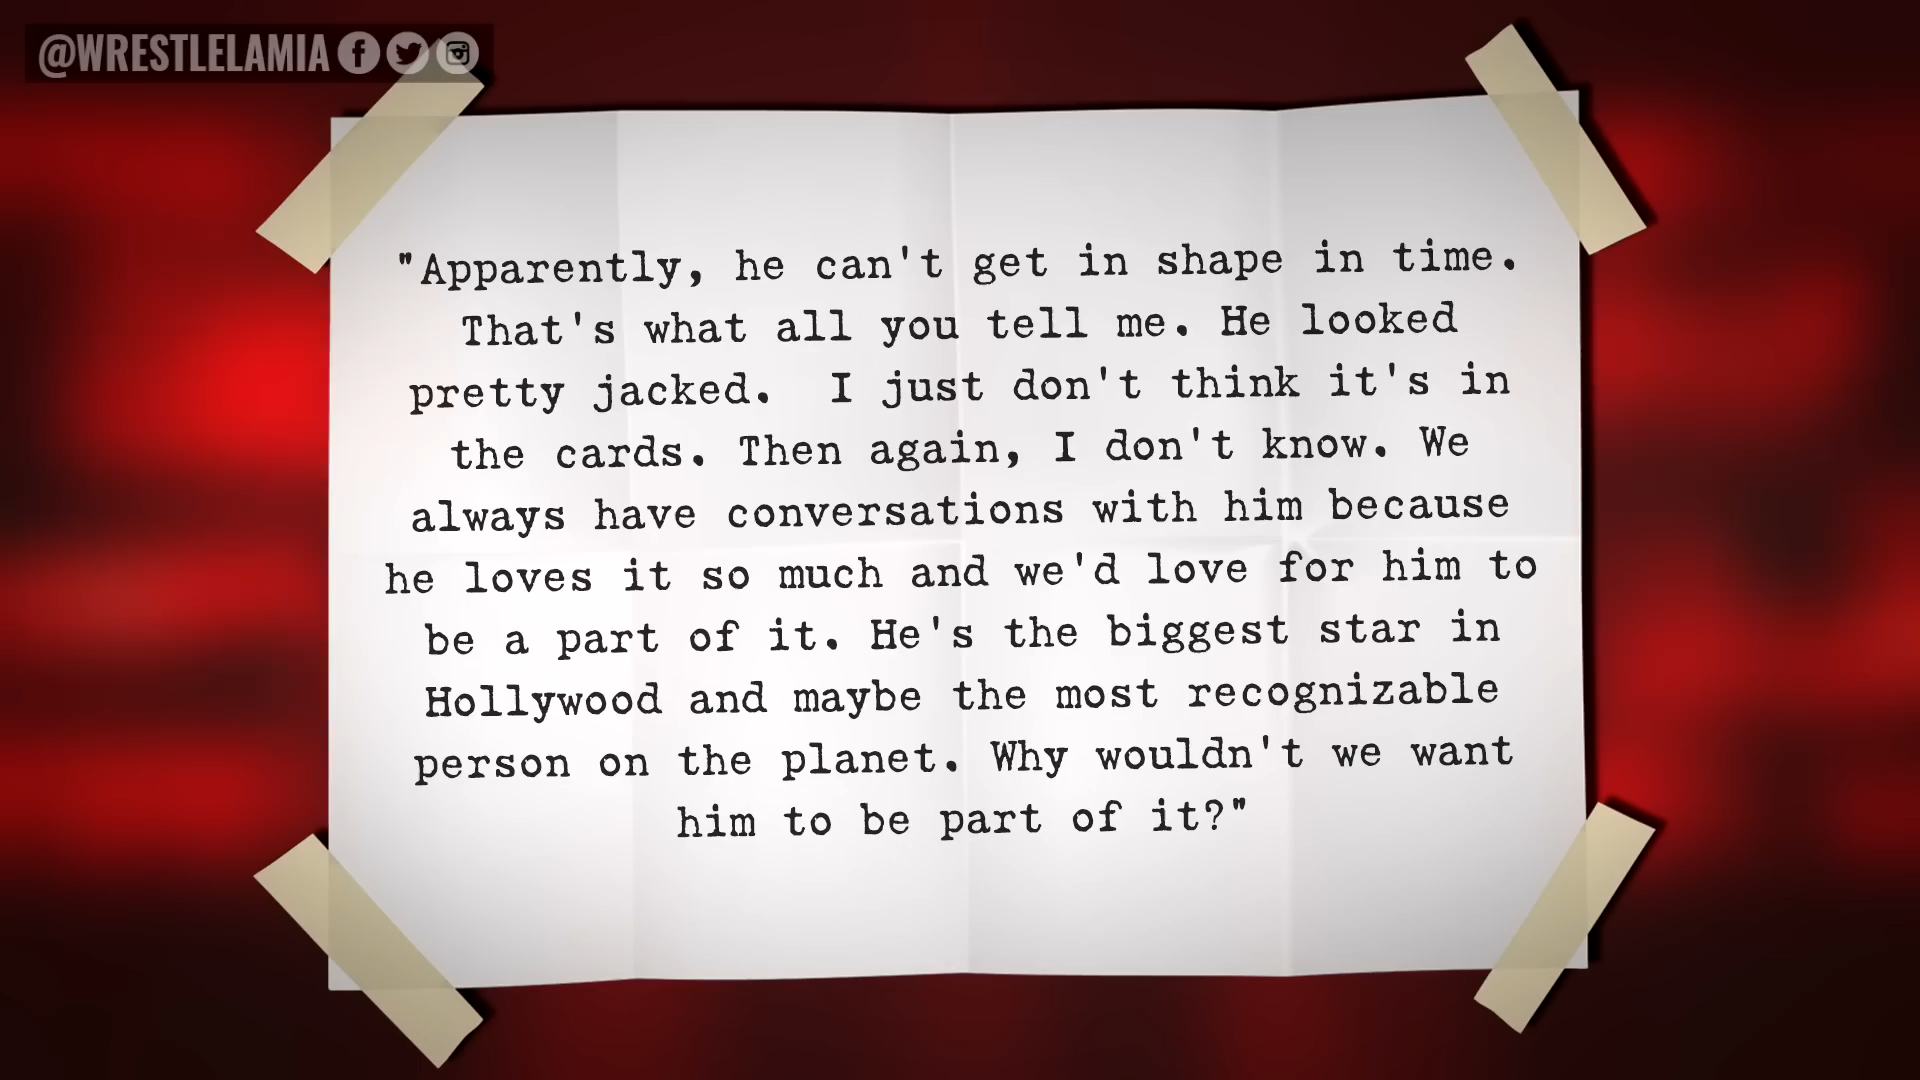 @WRESTLELAMIA
"Apparently, he can't get in shape in time.
That's what all you tell me. He looked
pretty jacked.  I just don't think it's in
the cards. Then again, I don't know. We
always have conversations with him because
he loves it so much and we'd love for him to
be a part of it. He's the biggest star in
Hollywood and maybe the most recognizable
person on the planet. Why wouldn't we want
him to be part of it?"